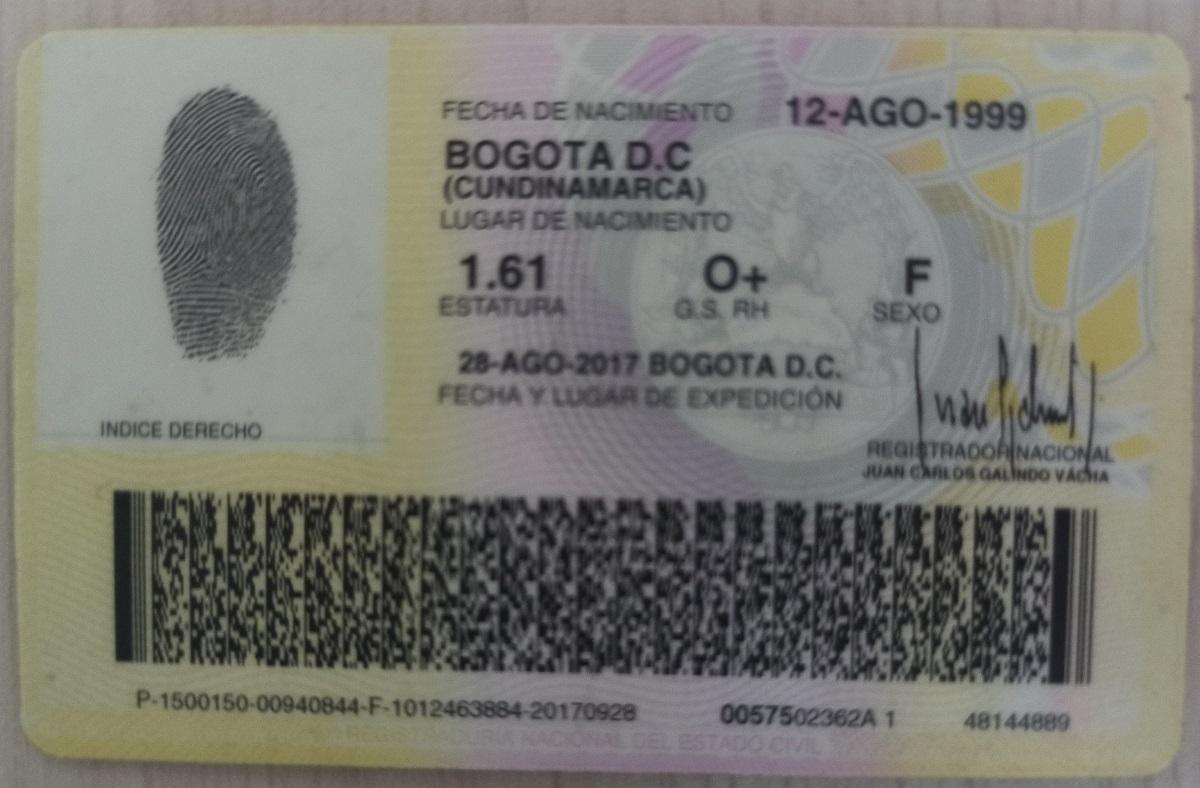 FECHA DE NACIMIENTO 12-AGO-1999
BOGOTA D.C
(CUNDINAMARCA)
LUGAR DE NACIMIENTO
1.61 O+ F
ESTATURA G.S. RH SEXO
28-AGO-2017 BOGOTA D.C.
FECHA Y LUGAR DE EXPEDICIÓN
INDICE DERECHO
REGISTRADOR NACIONAL
JUAN CARLOS GALINDO VÁCHA
P-1500150-00940844-F-1012463884-20170928 0057502362A 1 48144889
REGISTRADURIA NACIONAL DEL ESTADO CIVIL